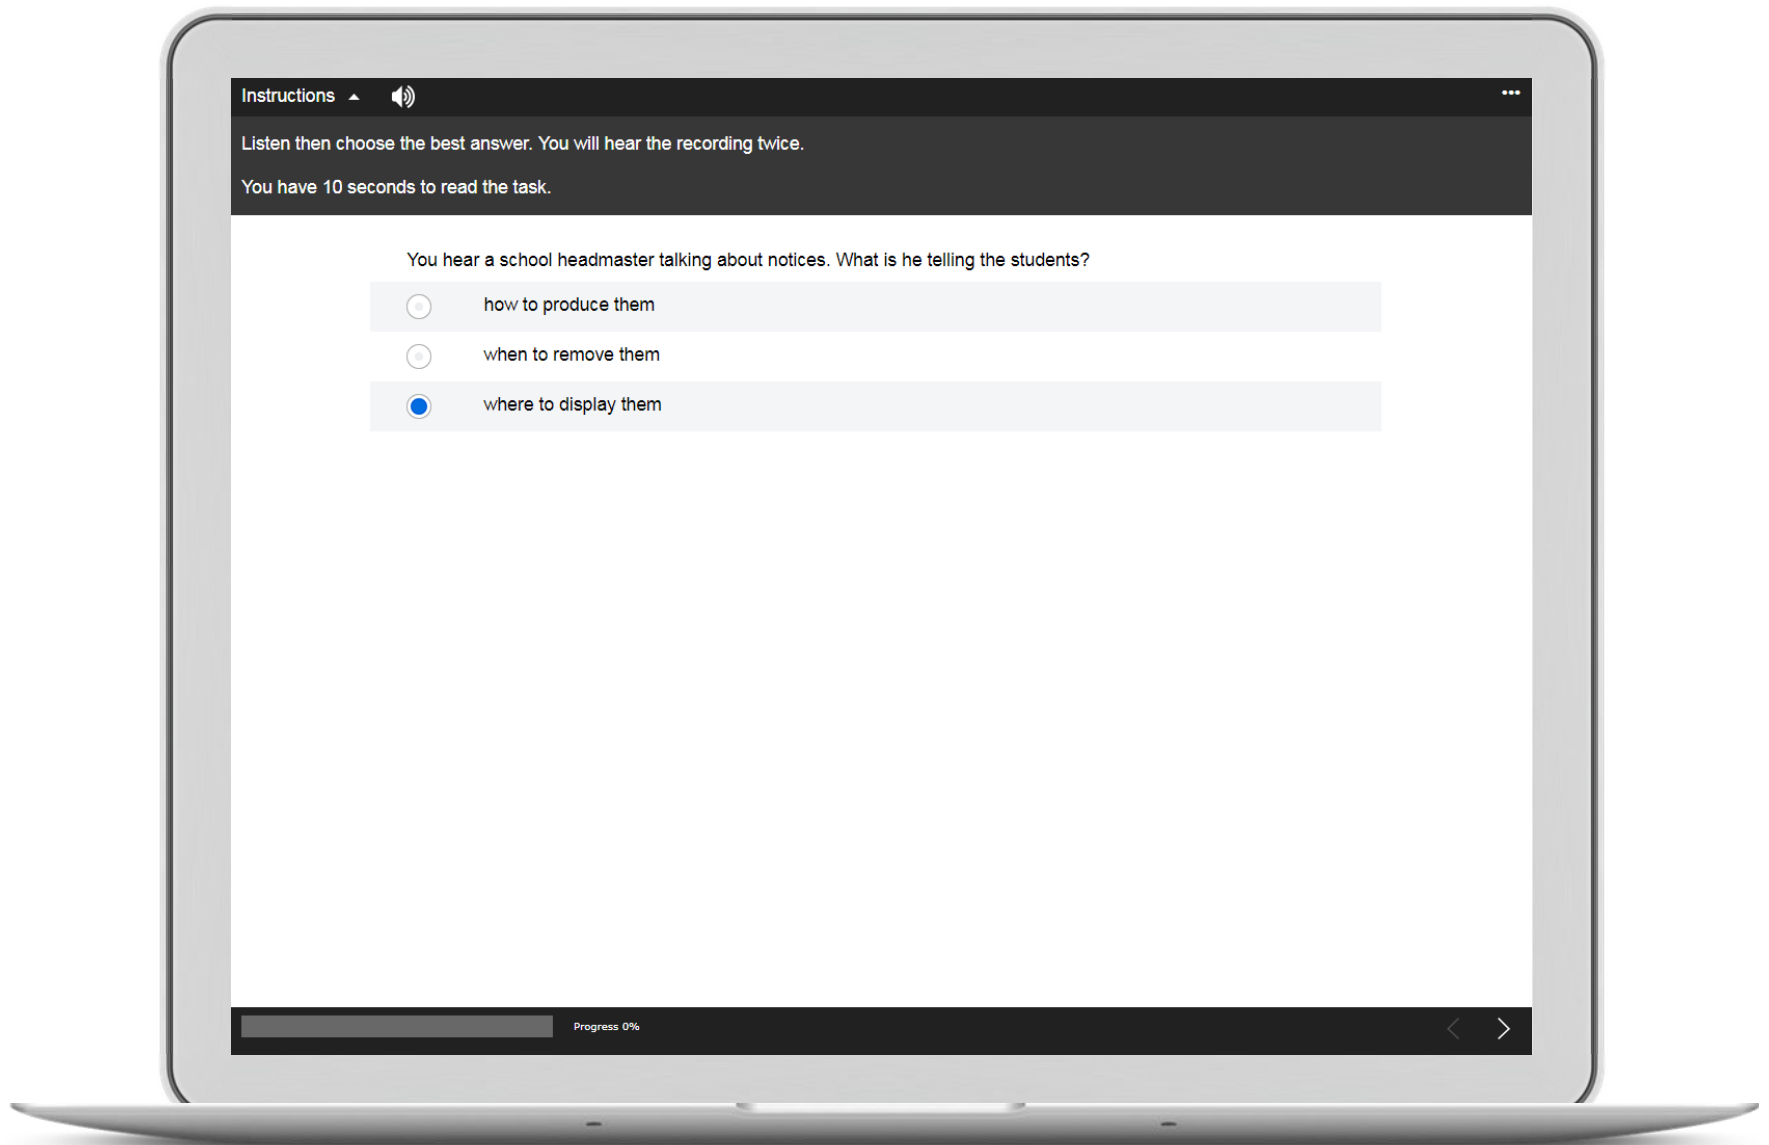 Instructions
Listen then choose the best answer. You will hear the recording twice.
You have 10 seconds to read the task.
You hear a school headmaster talking about notices. What is he telling the students?
how to produce them
when to remove them
where to display them
Progress 0%